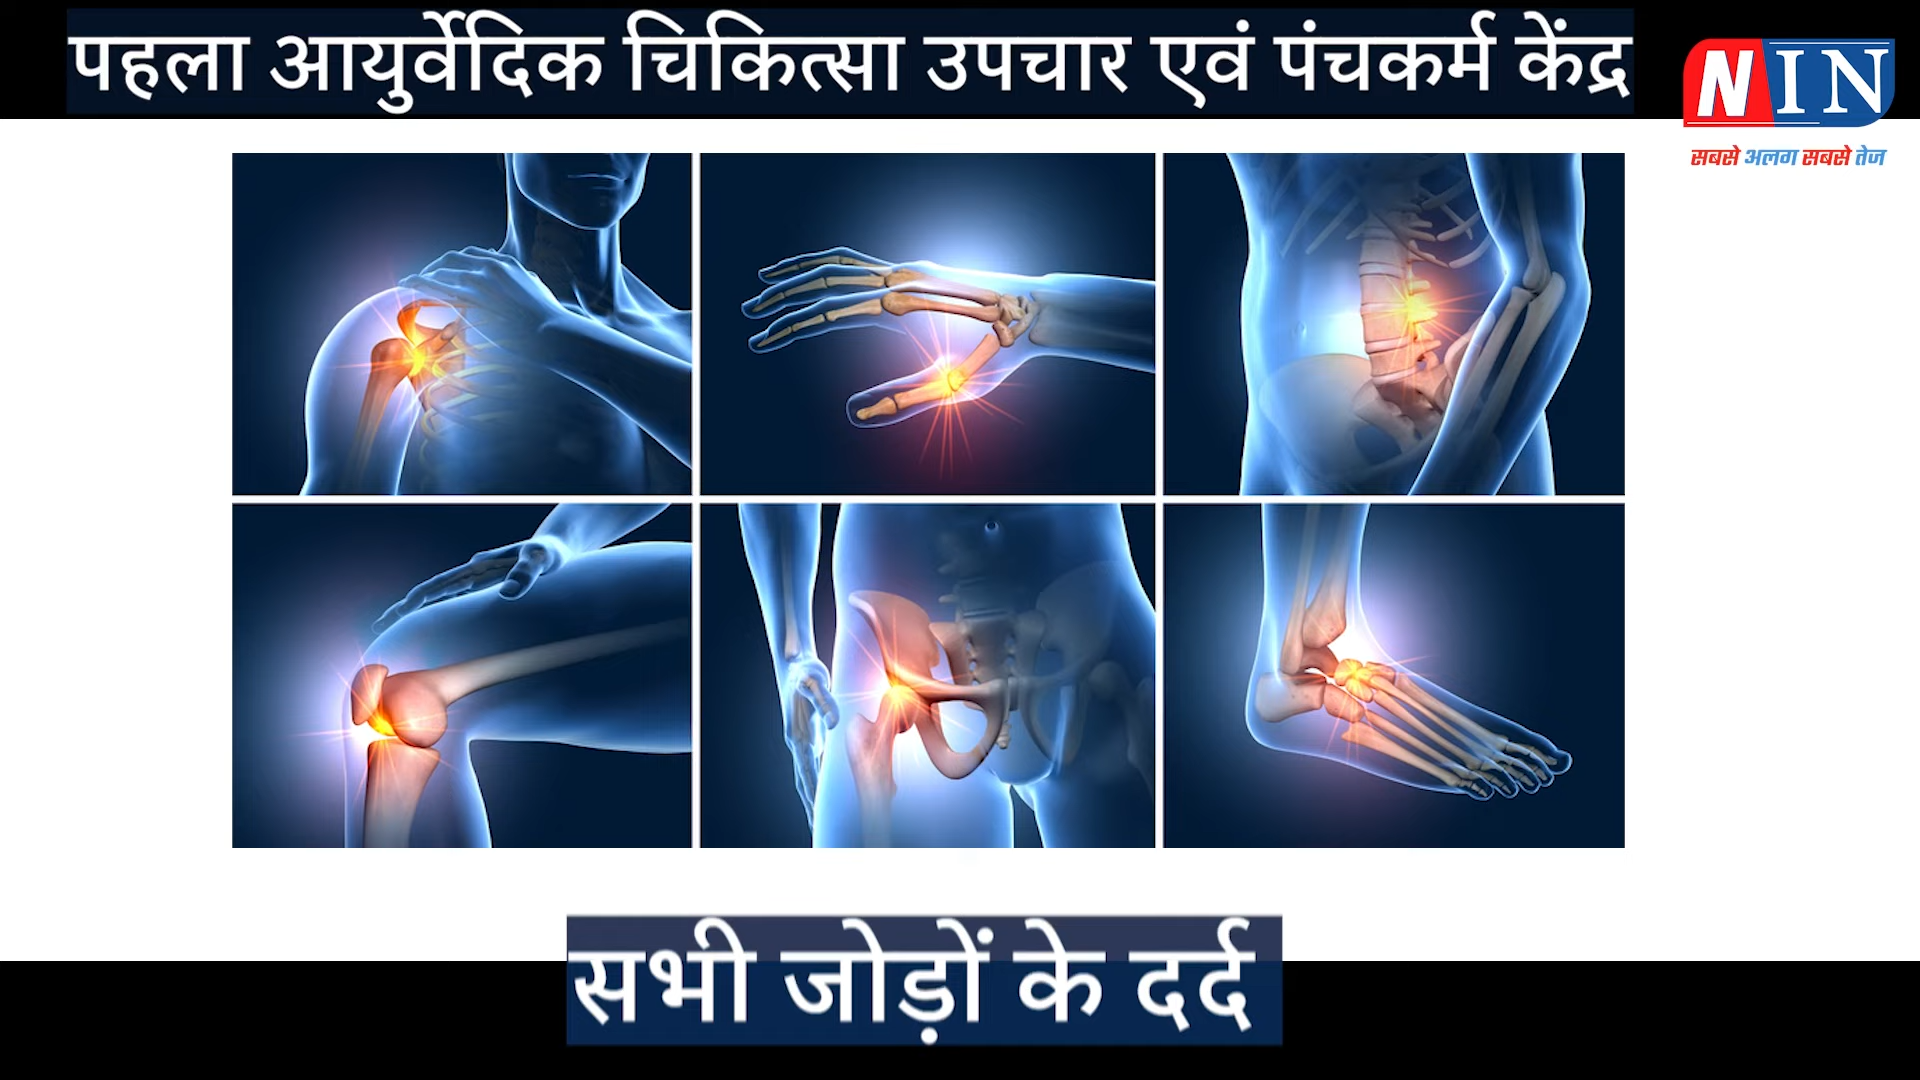 पहला आयुर्वेदिक चिकित्सा उपचार एवं पंचकर्म केंद्र
NIN
सबसे अलग सबसे तेज
सभी जोड़ों के दर्द